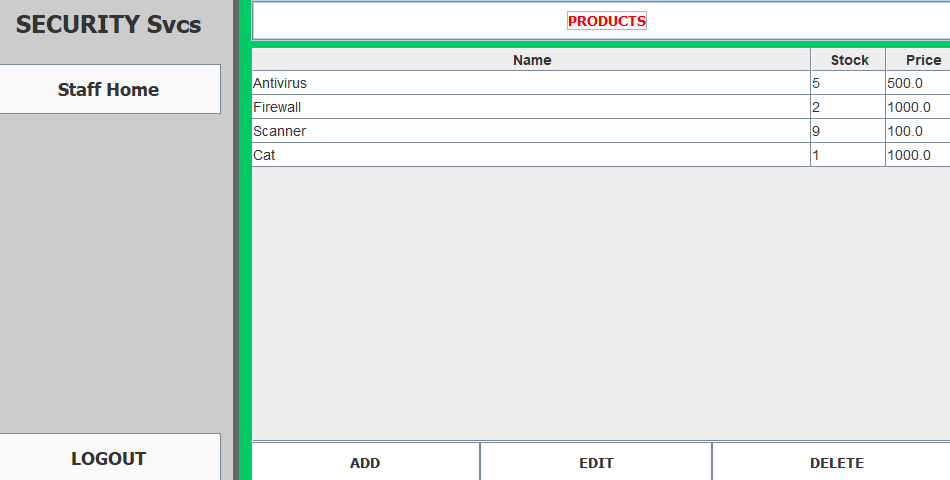 SECURITY Svcs
Staff Home
LOGOUT
PRODUCTS
Name Stock Price
Antivirus 5 500.0
Firewall 2 1000.0
Scanner 9 100.0
Cat 1 1000.0
ADD EDIT DELETE